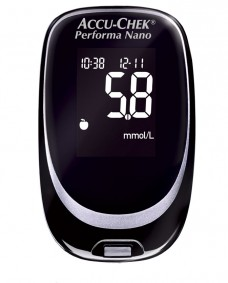 ACCU-CHEK®
Performa Nano
10:38 12-11
5.8
mmol/L